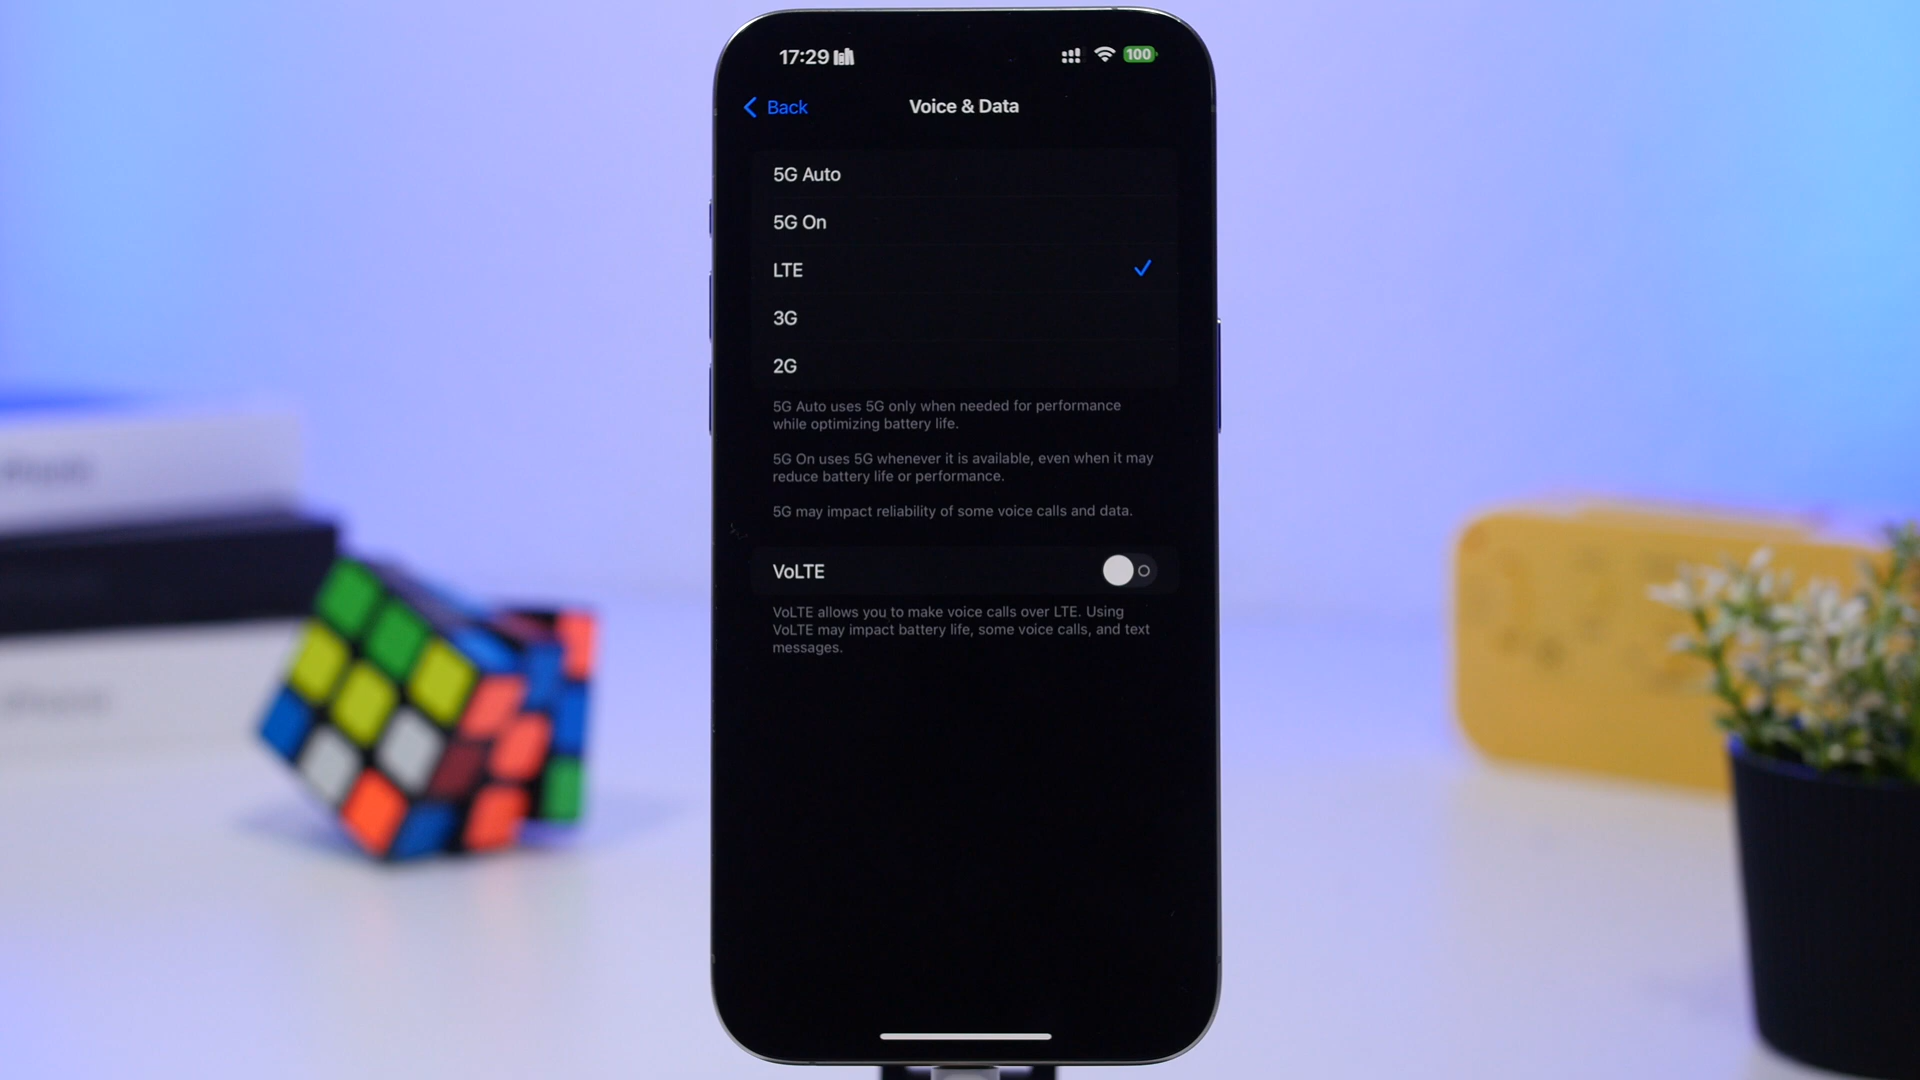 17:29
100
Back
Voice & Data
5G Auto
5G On
LTE
3G
2G
5G Auto uses 5G only when needed for performance
while optimizing battery life.
5G On uses 5G whenever it is available, even when it may
reduce battery life or performance.
5G may impact reliability of some voice calls and data.
VoLTE
VoLTE allows you to make voice calls over LTE. Using
VoLTE may impact battery life, some voice calls, and text
messages.